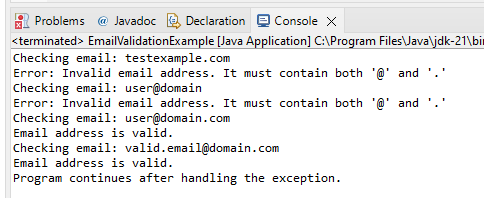 Problems @ Javadoc Declaration Console
<terminated> EmailValidationExample [Java Application] C:\Program Files\Java\jdk-21\bin
Checking email: testexample.com
Error: Invalid email address. It must contain both '@' and '.'
Checking email: user@domain
Error: Invalid email address. It must contain both '@' and '.'
Checking email: user@domain.com
Email address is valid.
Checking email: valid.email@domain.com
Email address is valid.
Program continues after handling the exception.